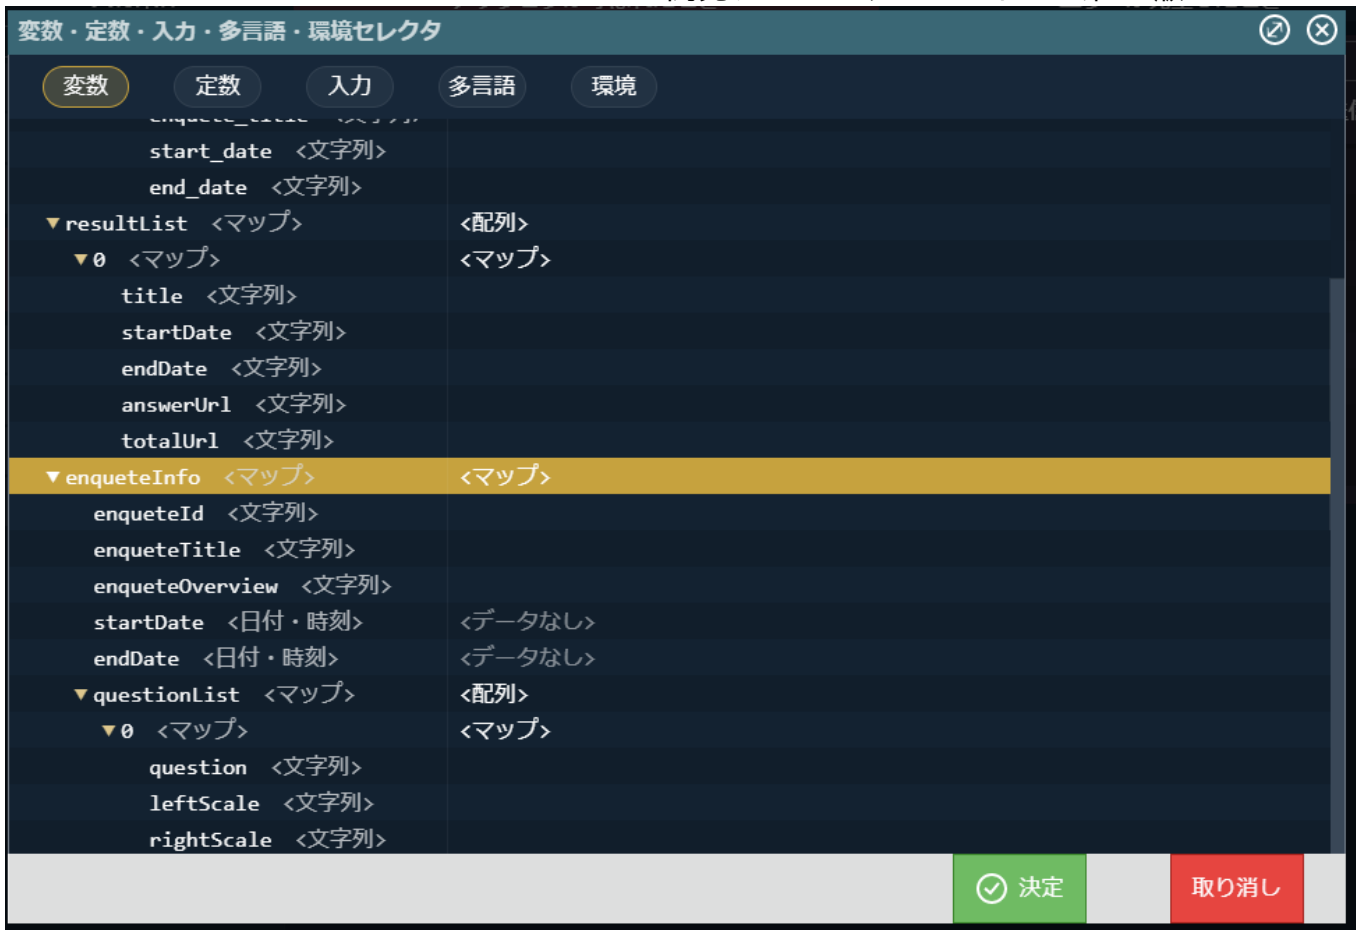 変数・定数・入力・多言語・環境セレクタ
変数 定数 入力 多言語 環境
enquete_title <文字列>
start_date <文字列>
end_date <文字列>
▼resultList <マップ> <配列>
▼0 <マップ> <マップ>
title <文字列>
startDate <文字列>
endDate <文字列>
answerUrl <文字列>
totalUrl <文字列>
▼enqueteInfo <マップ> <マップ>
enqueteId <文字列>
enqueteTitle <文字列>
enqueteOverview <文字列>
startDate <日付・時刻> <データなし>
endDate <日付・時刻> <データなし>
▼questionList <マップ> <配列>
▼0 <マップ> <マップ>
question <文字列>
leftScale <文字列>
rightScale <文字列>
決定 取り消し